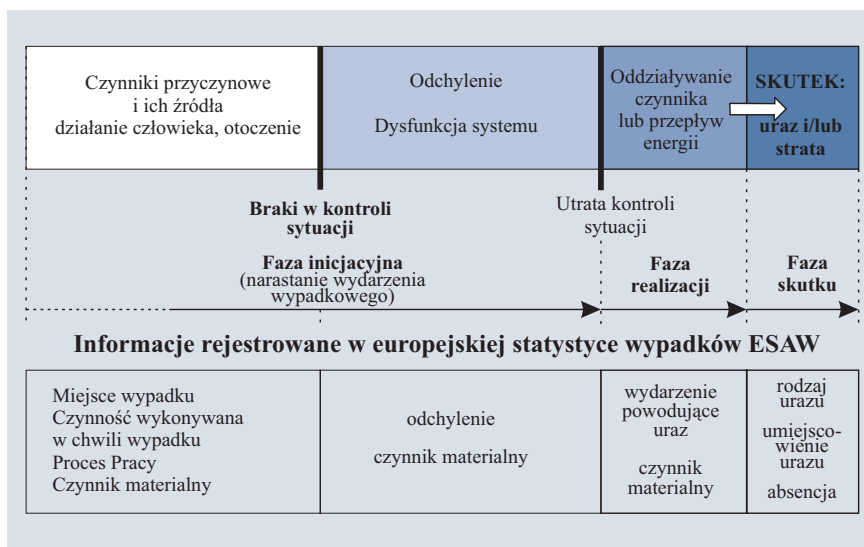 Czynniki przyczynowe
i ich źródła
działanie człowieka, otoczenie
Odchylenie
Dysfunkcja systemu
Oddziaływanie
czynnika
lub przepływ
energii
SKUTEK:
uraz i/lub
strata
Braki w kontroli
sytuacji
Utrata kontroli
sytuacji
Faza inicjacyjna
(narastanie wydarzenia
wypadkowego)
Faza
realizacji
Faza
skutku
Informacje rejestrowane w europejskiej statystyce wypadków ESAW
Miejsce wypadku
Czynność wykonywana
w chwili wypadku
Proces Pracy
Czynnik materialny
odchylenie
czynnik materialny
wydarzenie
powodujące
uraz
czynnik
materialny
rodzaj
urazu
umiejsco-
wienie
urazu
absencja